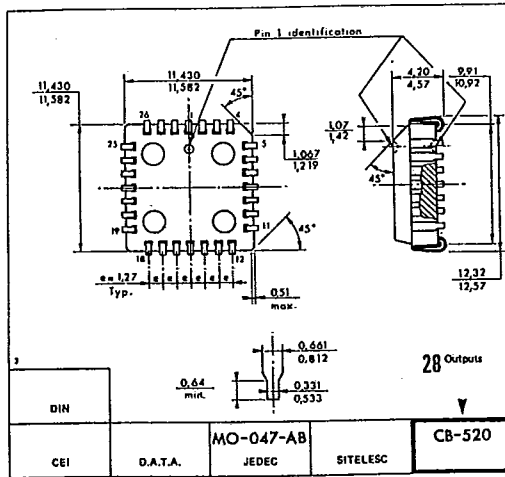 Pin 1 identification
11,430
11,582
45°
4,20
4,57
9,91
10,92
11,430
11,582
26
4
1,07
1,42
25
5
1,067
1,219
45°
19
11
45°
18
12
e = 1,27
Typ.
e
e
e
e
e
0,51
max.
12,32
12,57
0,661
0,812
0,64
min.
0,331
0,533
28 Outputs
DIN
CEI
D.A.T.A.
MO-047-AB
JEDEC
SITELESC
CB-520